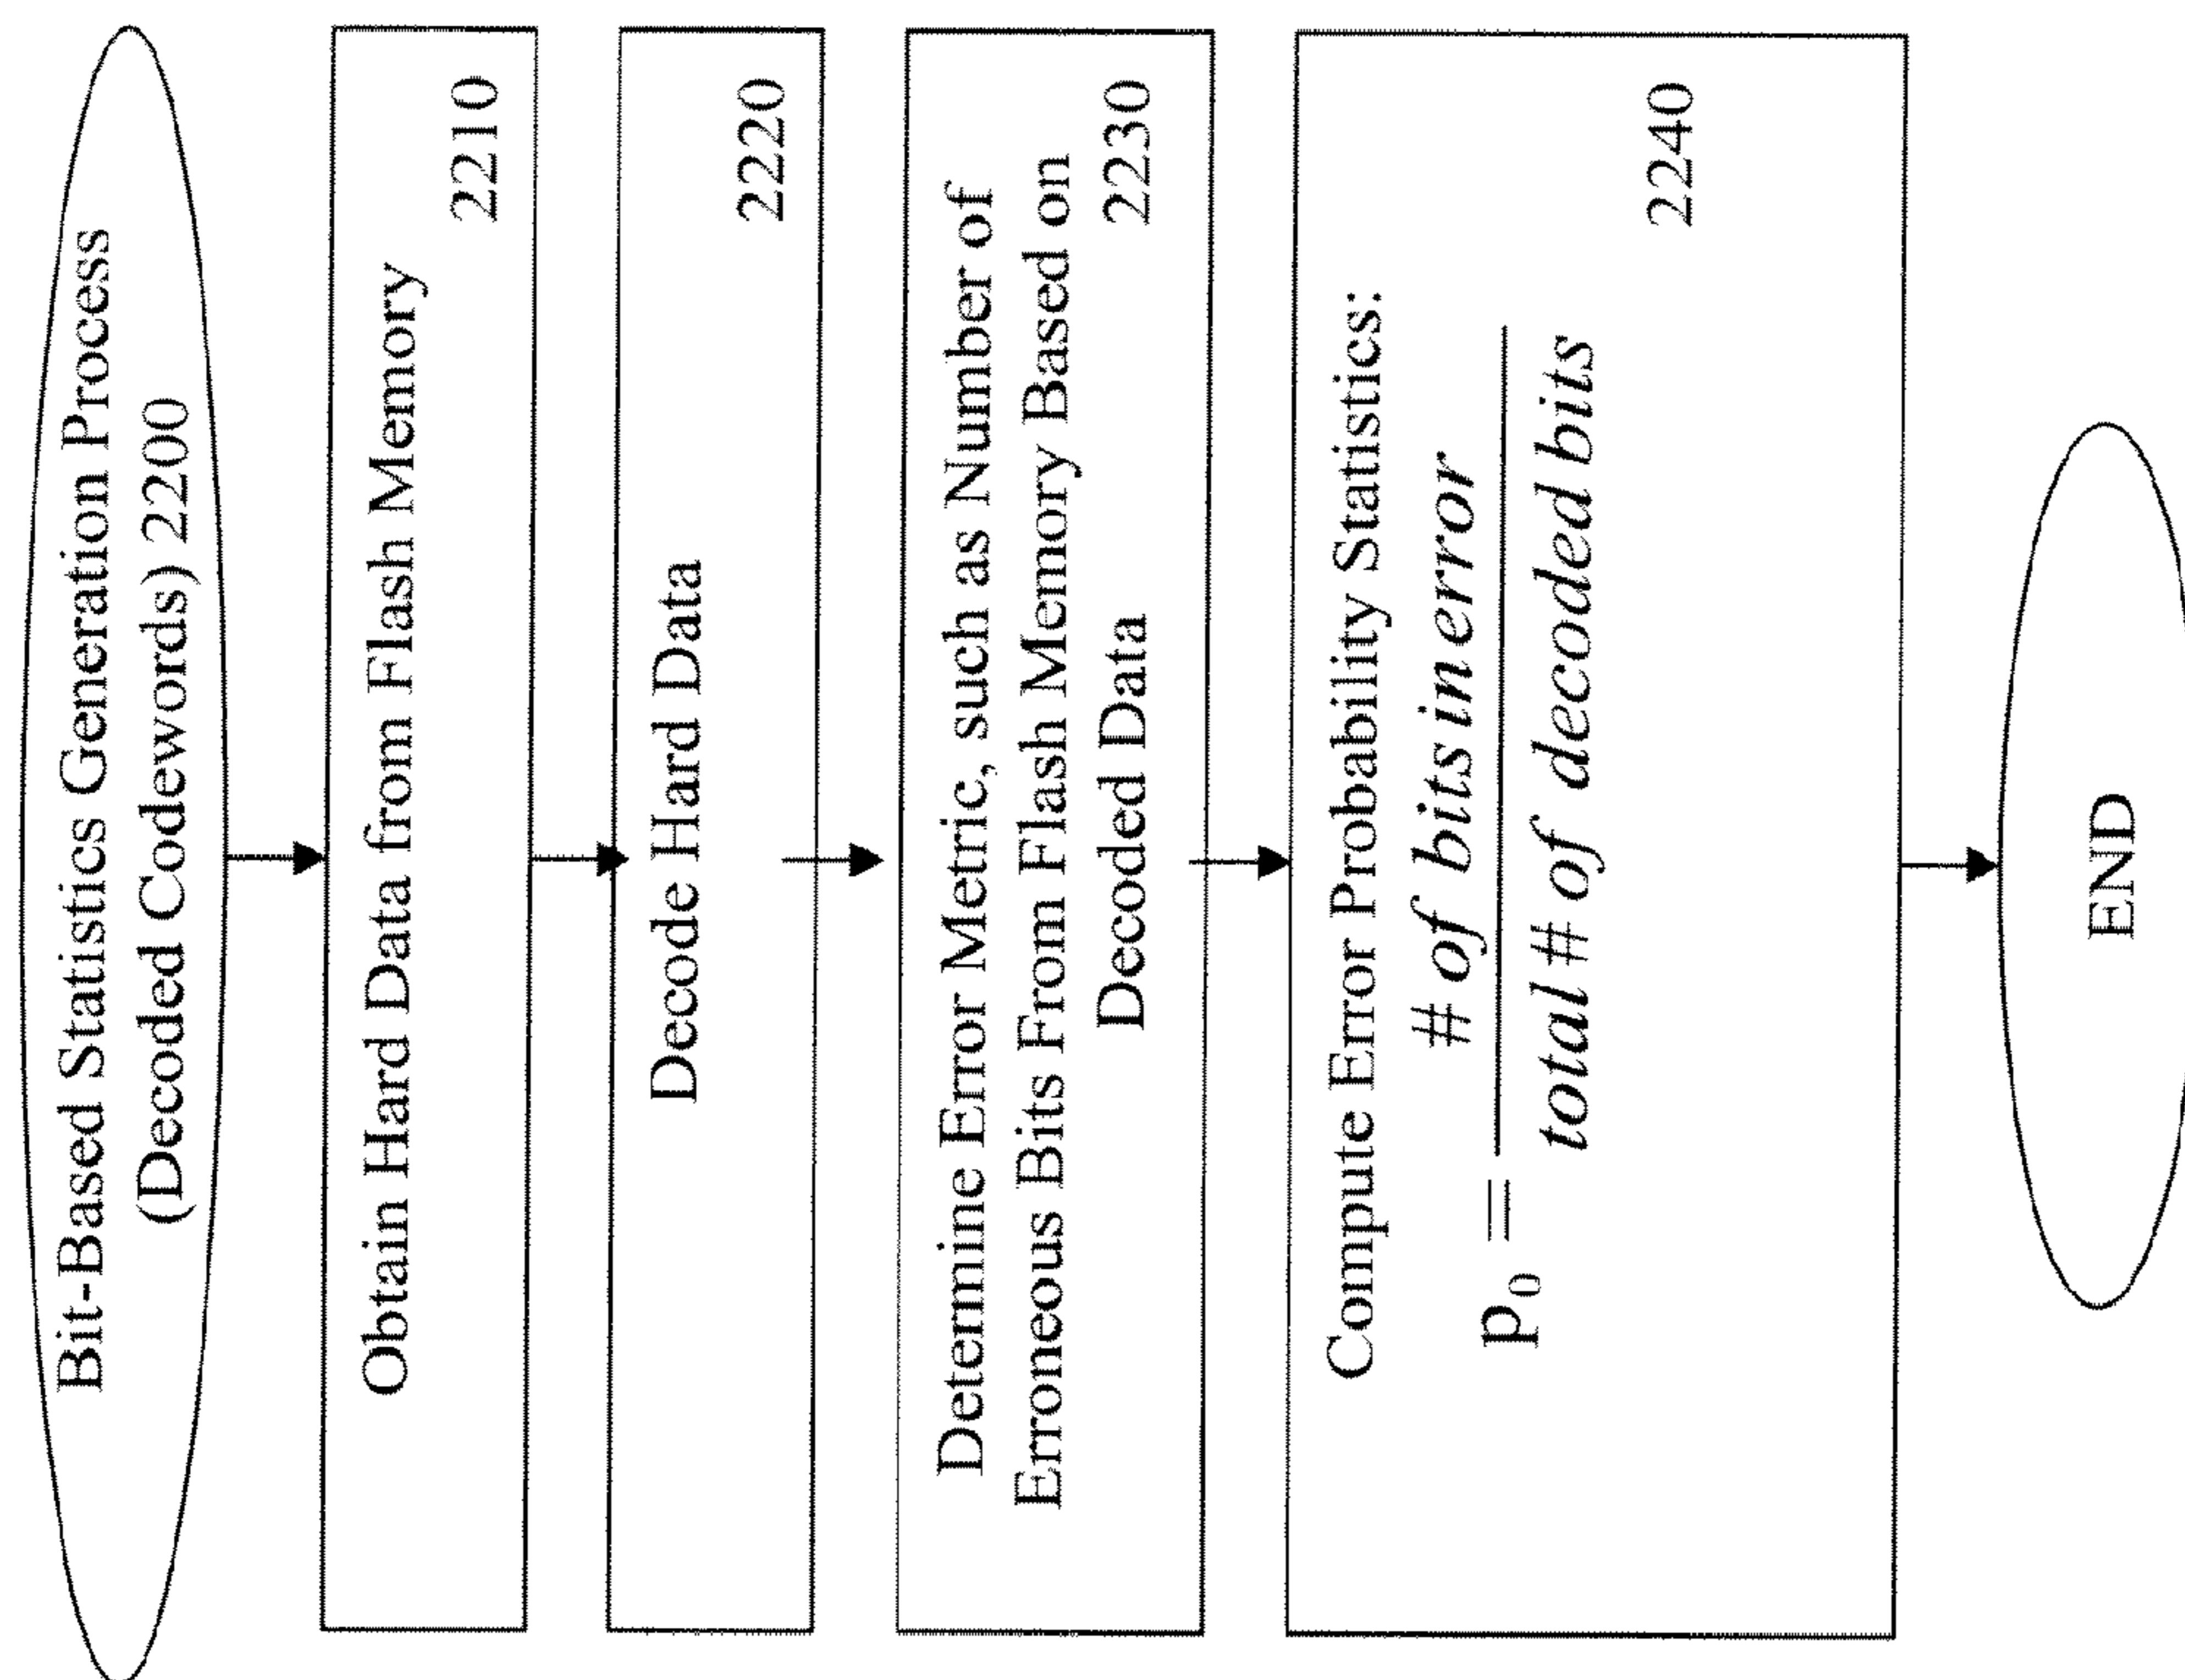 Bit-Based Statistics Generation Process
(Decoded Codewords) 2200
Obtain Hard Data from Flash Memory
2210
Decode Hard Data
2220
Determine Error Metric, such as Number of
Erroneous Bits From Flash Memory Based on
Decoded Data
2230
Compute Error Probability Statistics:
p₀ = # of bits in error
total # of decoded bits
2240
END